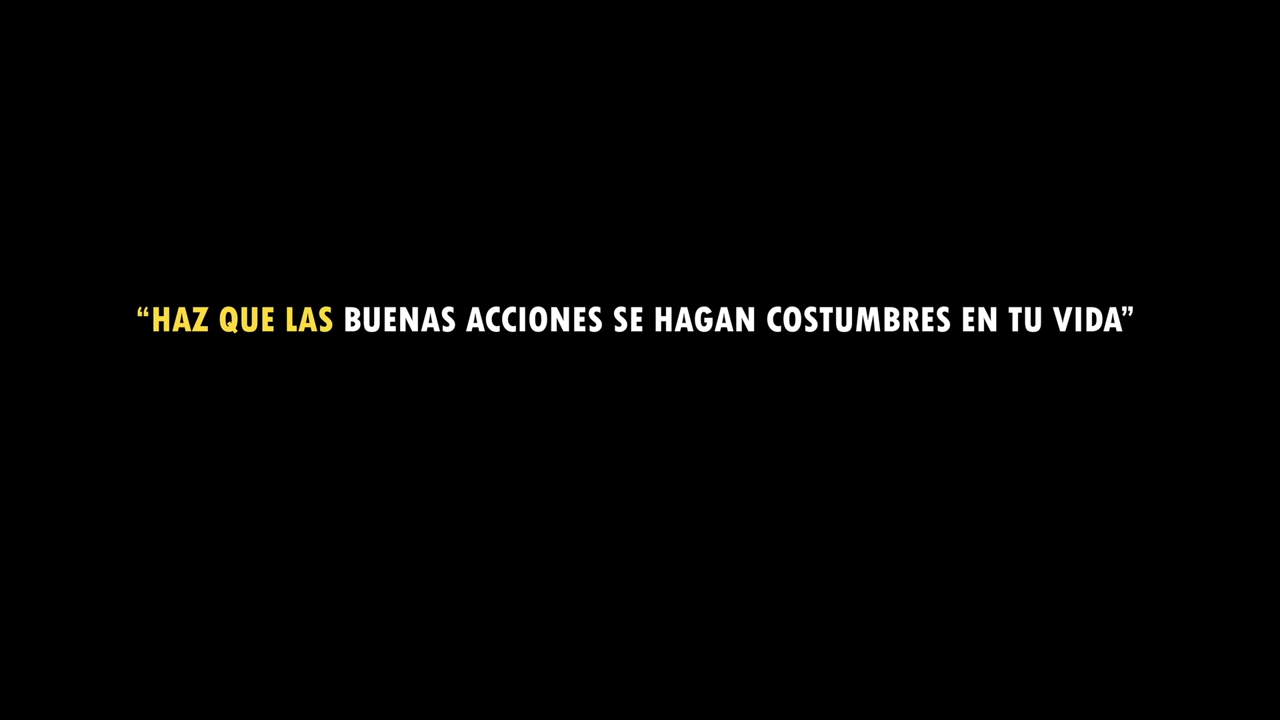 “HAZ QUE LAS BUENAS ACCIONES SE HAGAN COSTUMBRES EN TU VIDA”